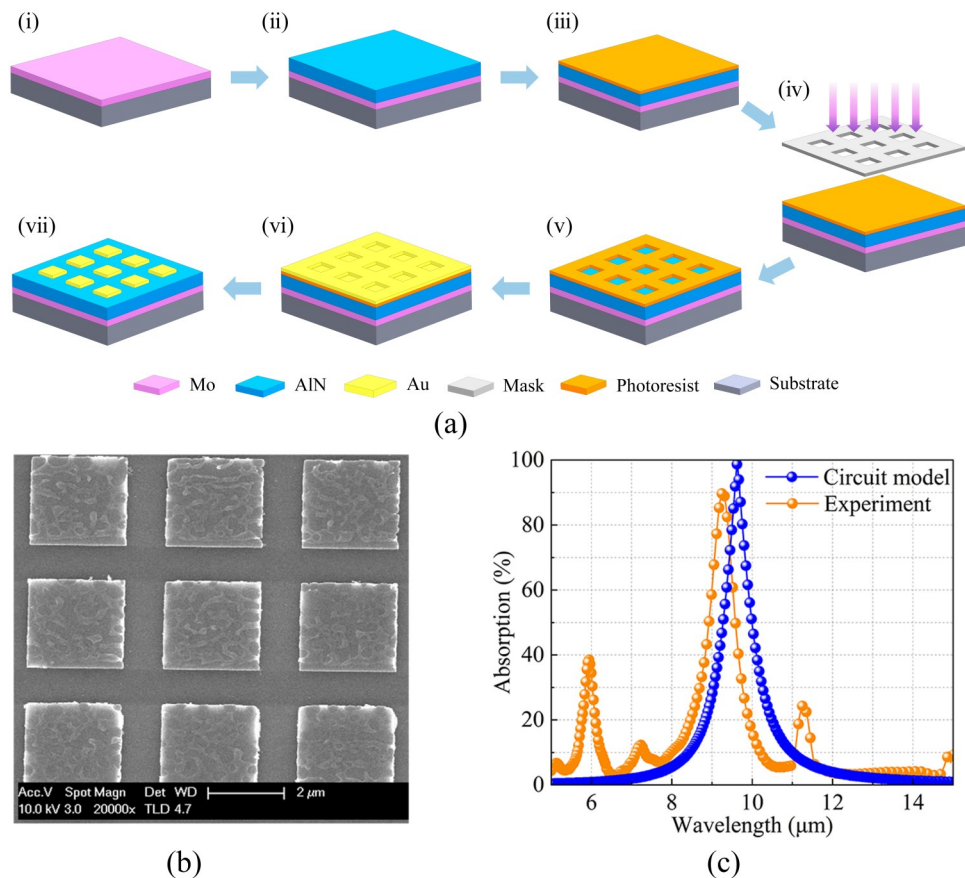 (i) (ii) (iii)
(iv)
(vii) (vi) (v)
Mo AlN Au Mask Photoresist Substrate
(a)
Acc.V Spot Magn Det WD 2 μm
10.0 kV 3.0 20000x TLD 4.7
(b)
100
80
60
40
20
0
Absorption (%)
Circuit model
Experiment
6 8 10 12 14
Wavelength (μm)
(c)